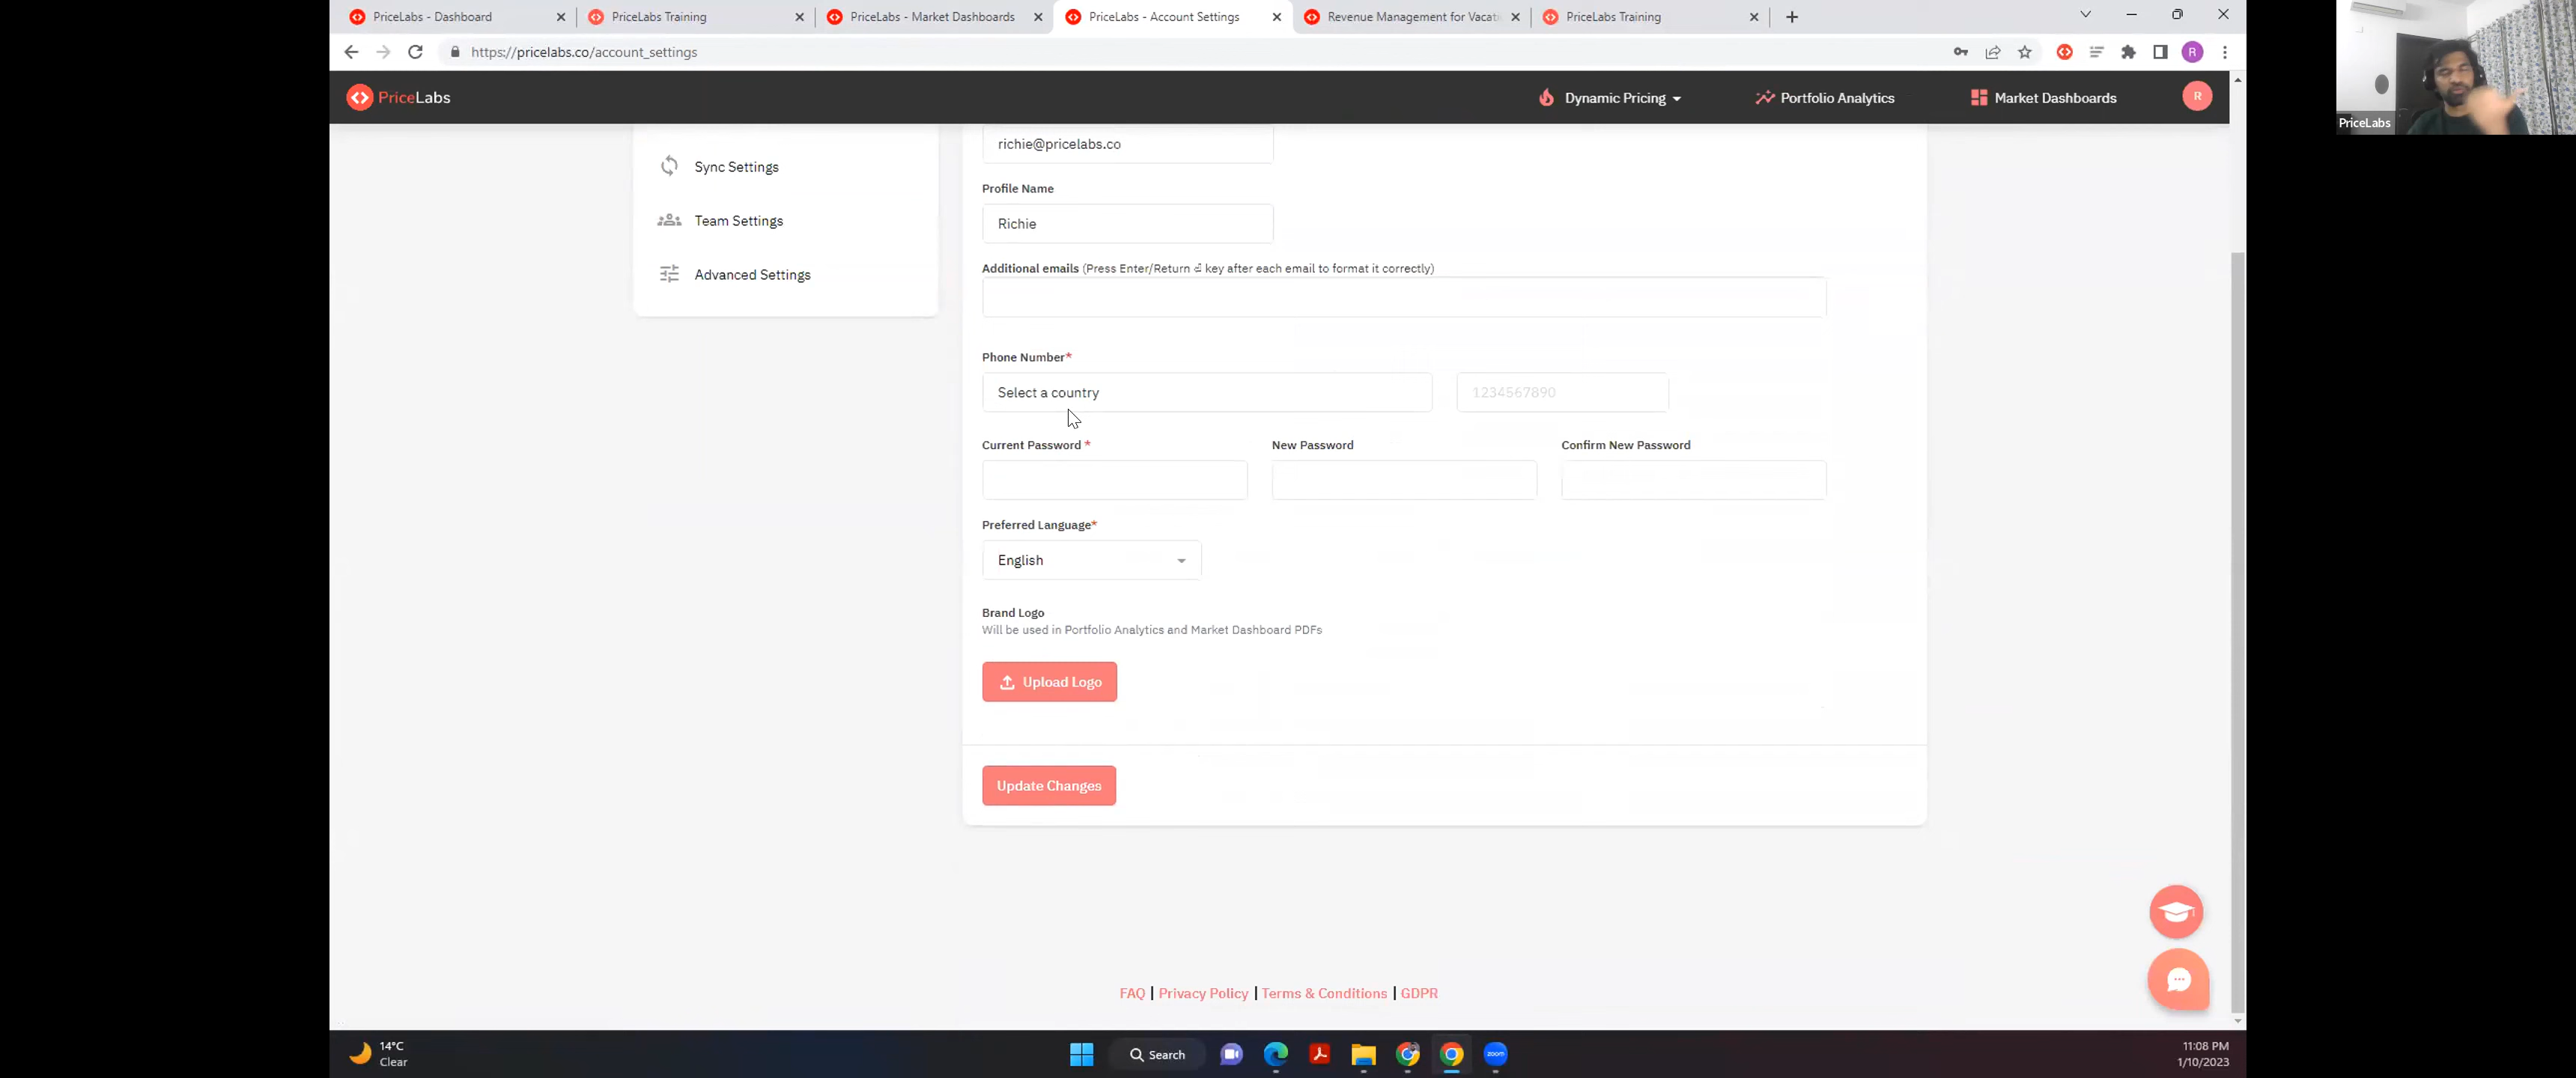 PriceLabs - Dashboard
PriceLabs Training
PriceLabs - Market Dashboards
PriceLabs - Account Settings
Revenue Management for Vacati
PriceLabs Training
https://pricelabs.co/account_settings
R
PriceLabs
Dynamic Pricing
Portfolio Analytics
Market Dashboards
R
PriceLabs
richie@pricelabs.co
Sync Settings
Profile Name
Team Settings
Richie
Additional emails (Press Enter/Return ⏎ key after each email to format it correctly)
Advanced Settings
Phone Number*
Select a country
1234567890
Current Password *
New Password
Confirm New Password
Preferred Language*
English
Brand Logo
Will be used in Portfolio Analytics and Market Dashboard PDFs
Upload Logo
Update Changes
FAQ | Privacy Policy | Terms & Conditions | GDPR
14°C
Clear
Search
zoom
11:08 PM
1/10/2023